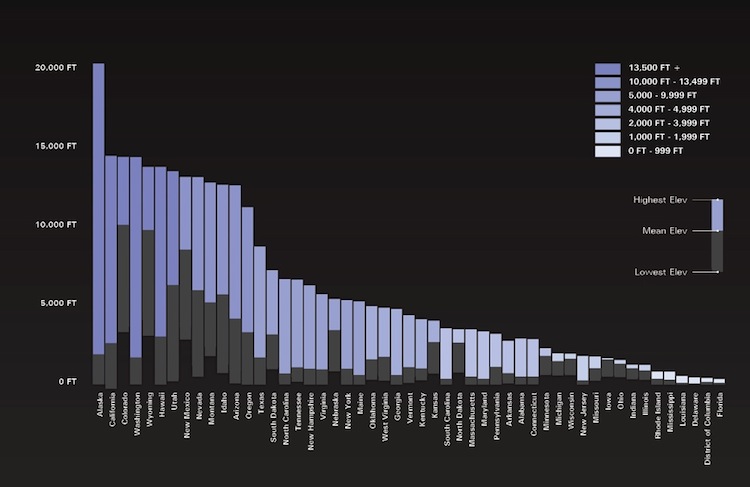 20.000 FT
15.000 FT
10.000 FT
5.000 FT
0 FT
13,500 FT +
10,000 FT - 13,499 FT
5,000 - 9,999 FT
4,000 FT - 4,999 FT
2,000 FT - 3,999 FT
1,000 FT - 1,999 FT
0 FT - 999 FT
Highest Elev
Mean Elev
Lowest Elev
Alaska
California
Colorado
Washington
Wyoming
Hawaii
Utah
New Mexico
Nevada
Montana
Idaho
Arizona
Oregon
Texas
South Dakota
North Carolina
Tennessee
New Hampshire
Virginia
Nebraska
New York
Maine
Oklahoma
West Virginia
Georgia
Vermont
Kentucky
Kansas
South Carolina
North Dakota
Massachusetts
Maryland
Pennsylvania
Arkansas
Alabama
Connecticut
Minnesota
Michigan
Wisconsin
New Jersey
Missouri
Iowa
Ohio
Indiana
Illinois
Rhode Island
Mississippi
Louisiana
Delaware
District of Columbia
Florida